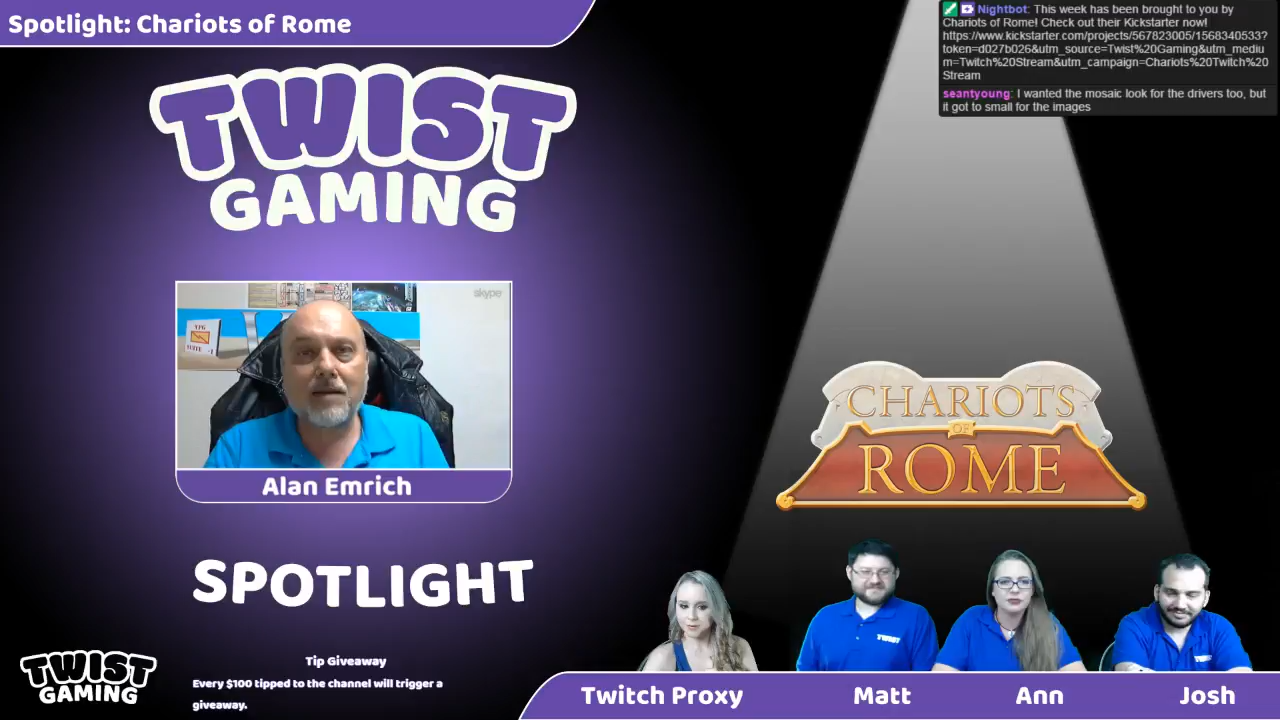 Spotlight: Chariots of Rome
Nightbot: This week has been brought to you by
Chariots of Rome! Check out their Kickstarter now!
https://www.kickstarter.com/projects/567823005/1568340533?
token=d027b026&utm_source=Twist%20Gaming&utm_mediu
m=Twitch%20Stream&utm_campaign=Chariots%20Twitch%20
Stream
seantyoung: I wanted the mosaic look for the drivers too, but
it got to small for the images
TWIST
GAMING
skype
Alan Emrich
CHARIOTS
OF
ROME
SPOTLIGHT
TWIST
GAMING
Tip Giveaway
Every $100 tipped to the channel will trigger a
giveaway.
TWIST
Twitch Proxy
Matt
Ann
Josh